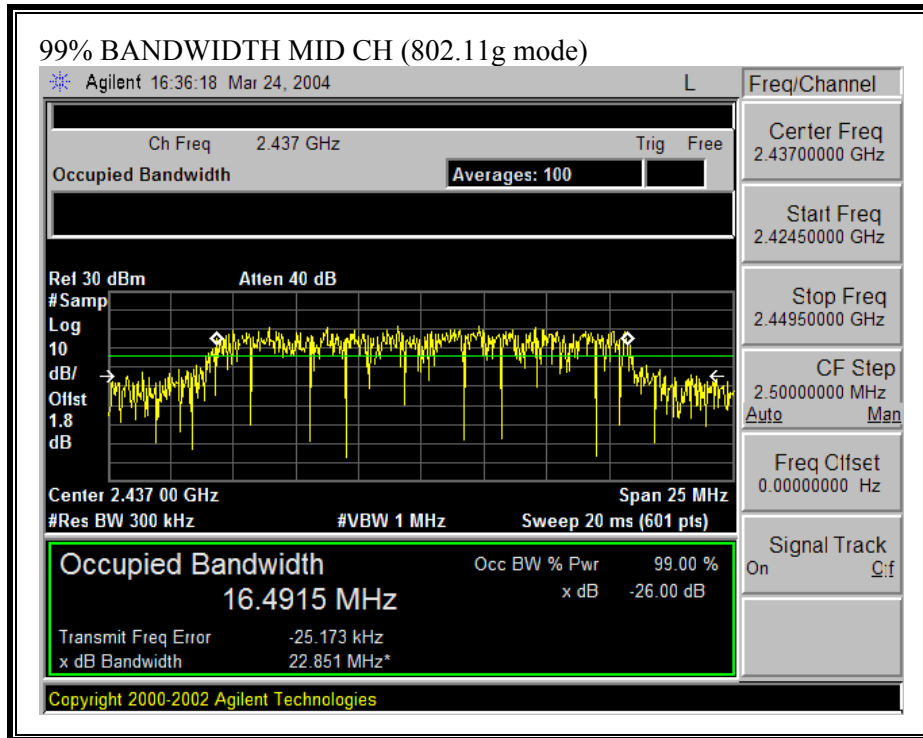 99% BANDWIDTH MID CH (802.11g mode)
Agilent 16:36:18 Mar 24, 2004 L
Freq/Channel
Ch Freq 2.437 GHz Trig Free
Occupied Bandwidth Averages: 100
Center Freq
2.43700000 GHz
Start Freq
2.42450000 GHz
Stop Freq
2.44950000 GHz
CF Step
2.50000000 MHz
Auto Man
Freq Offset
0.00000000 Hz
Signal Track
On Off
Ref 30 dBm Atten 40 dB
#Samp
Log
10
dB/
Offst
1.8
dB
Center 2.437 00 GHz Span 25 MHz
#Res BW 300 kHz #VBW 1 MHz Sweep 20 ms (601 pts)
Occupied Bandwidth Occ BW % Pwr 99.00 %
16.4915 MHz x dB -26.00 dB
Transmit Freq Error -25.173 kHz
x dB Bandwidth 22.851 MHz*
Copyright 2000-2002 Agilent Technologies